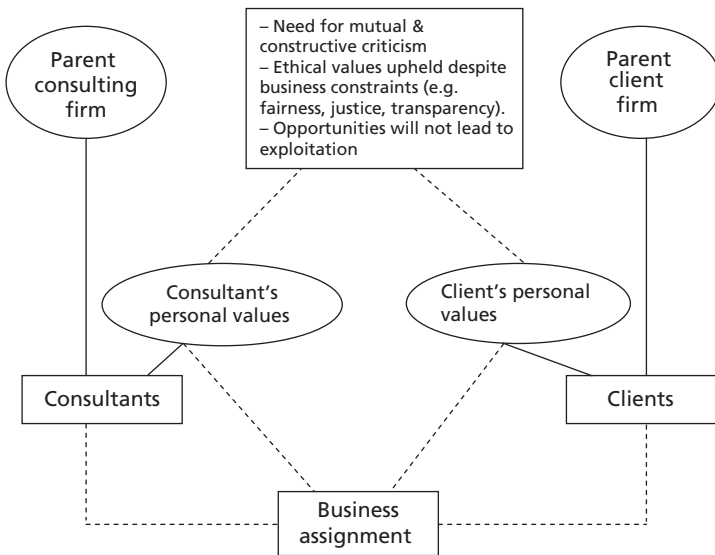 Parent
consulting
firm
– Need for mutual &
constructive criticism
– Ethical values upheld despite
business constraints (e.g.
fairness, justice, transparency).
– Opportunities will not lead to
exploitation
Parent
client
firm
Consultant’s
personal values
Client’s personal
values
Consultants
Clients
Business
assignment